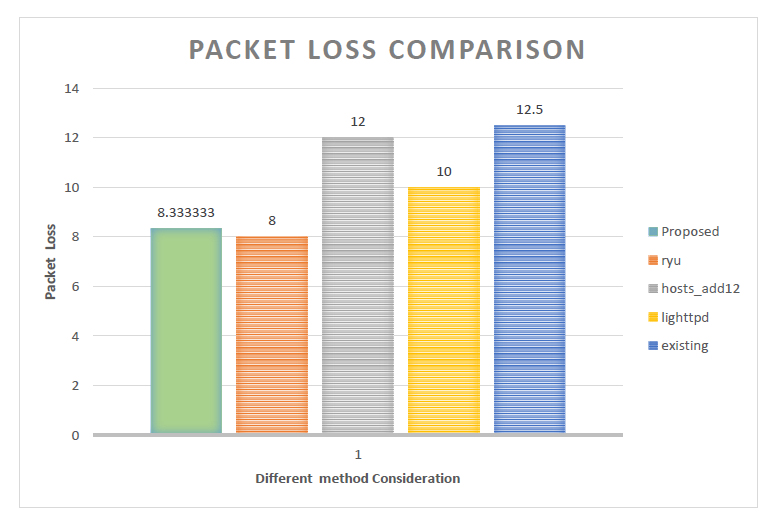 PACKET LOSS COMPARISON
14
12
10
8
6
4
2
0
Packet Loss
8.333333
8
12
10
12.5
1
Different method Consideration
Proposed
ryu
hosts_add12
lighttpd
existing